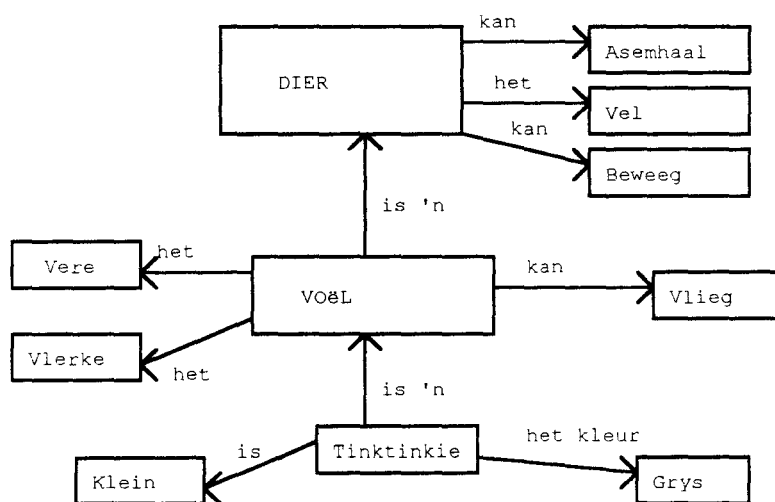 kan
Asemhaal
DIER
het
Vel
kan
Beweeg
is 'n
het
Vere
kan
VOëL
Vlieg
Vlerke
het
is 'n
Tinktinkie
het kleur
is
Klein
Grys